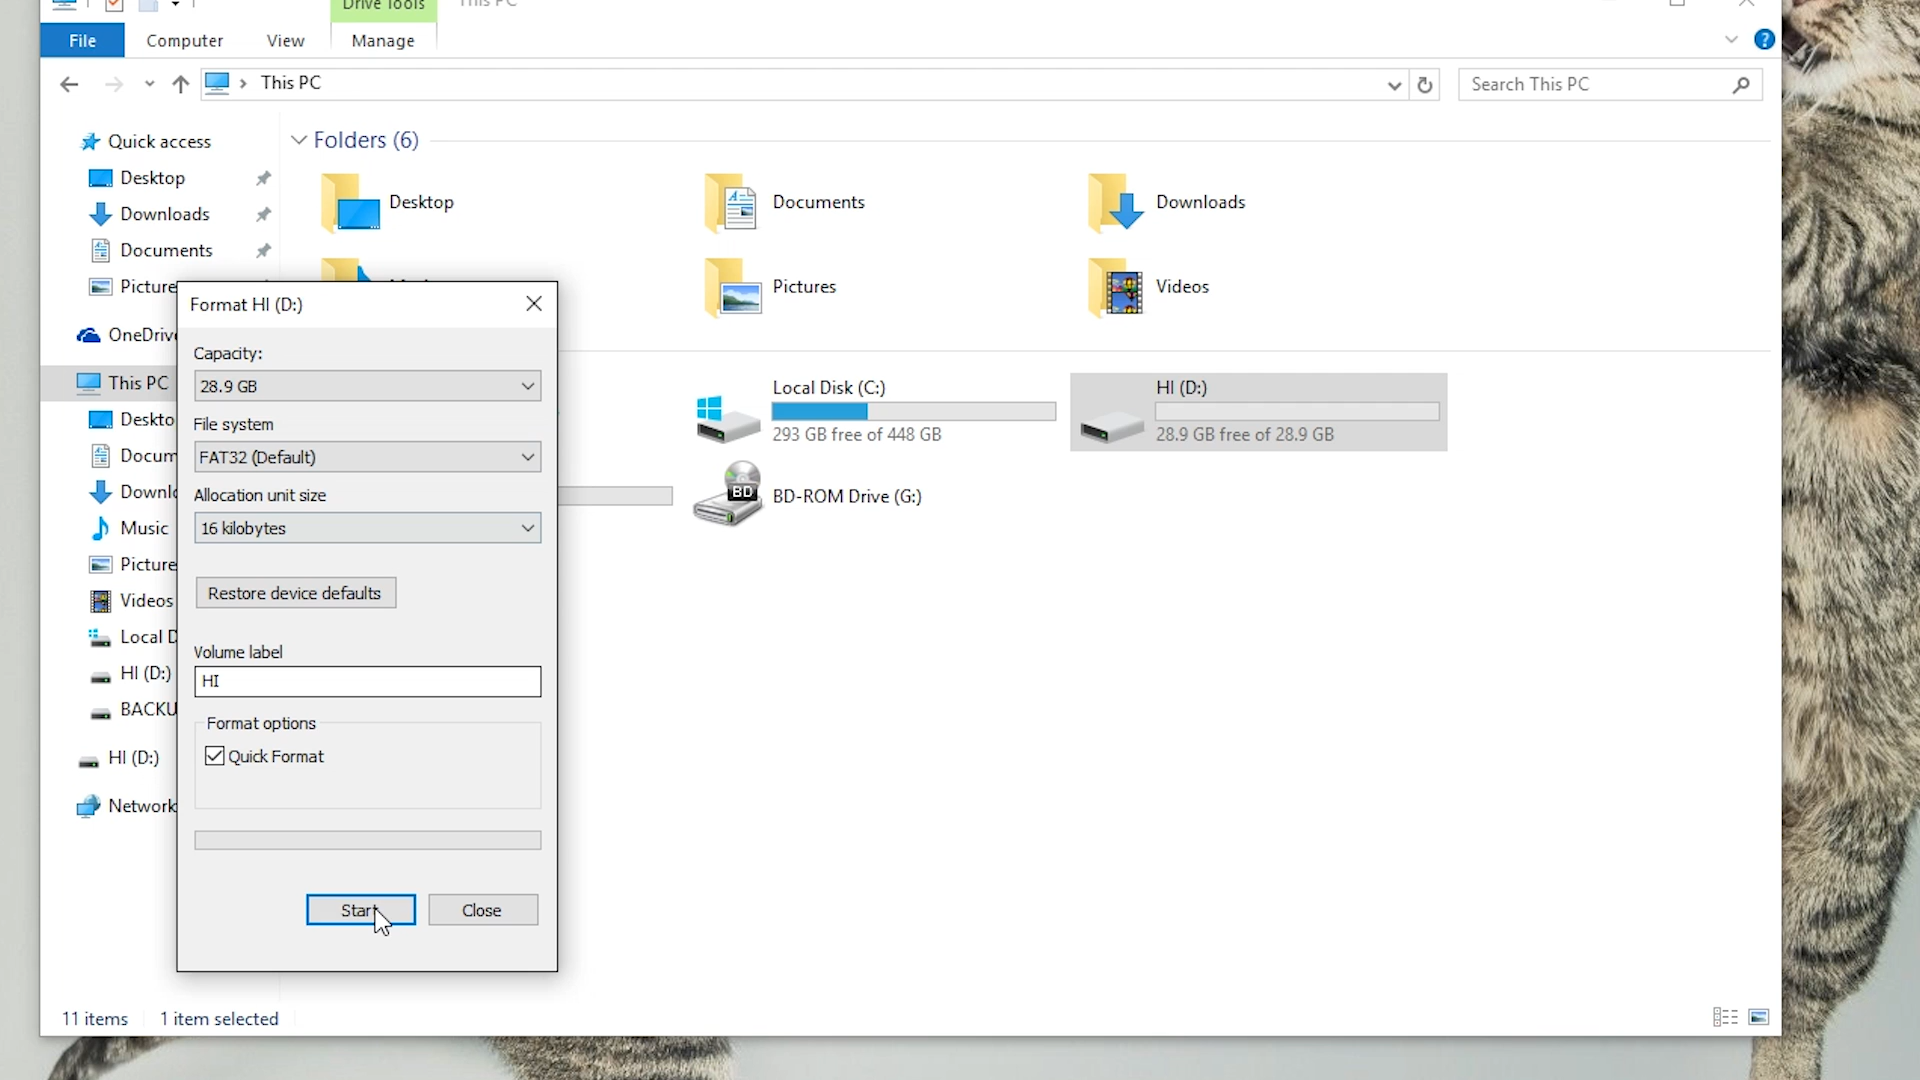 Drive Tools
This PC
File
Computer
View
Manage
This PC
Search This PC
Quick access
Desktop
Downloads
Documents
Picture
OneDrive
This PC
Deskto
Docum
Downlo
Music
Picture
Videos
Local D
HI (D:)
BACKU
HI (D:)
Network
Folders (6)
Desktop
Documents
Downloads
Pictures
Videos
Local Disk (C:)
293 GB free of 448 GB
HI (D:)
28.9 GB free of 28.9 GB
BD
BD-ROM Drive (G:)
Format HI (D:)
Capacity:
28.9 GB
File system
FAT32 (Default)
Allocation unit size
16 kilobytes
Restore device defaults
Volume label
HI
Format options
Quick Format
Start
Close
11 items
1 item selected